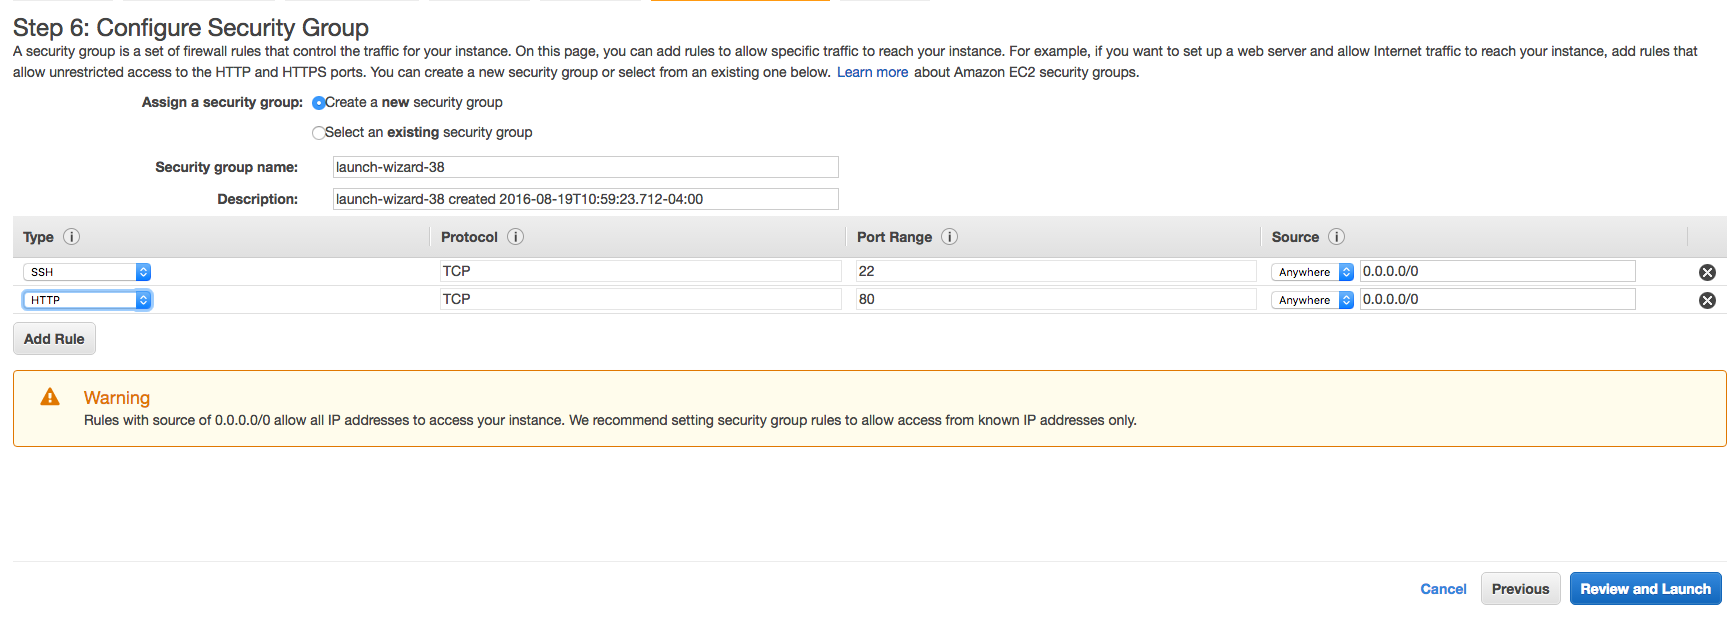 Step 6: Configure Security Group
A security group is a set of firewall rules that control the traffic for your instance. On this page, you can add rules to allow specific traffic to reach your instance. For example, if you want to set up a web server and allow Internet traffic to reach your instance, add rules that
allow unrestricted access to the HTTP and HTTPS ports. You can create a new security group or select from an existing one below. Learn more about Amazon EC2 security groups.
Assign a security group: Create a new security group
Select an existing security group
Security group name: launch-wizard-38
Description: launch-wizard-38 created 2016-08-19T10:59:23.712-04:00
Type i Protocol i Port Range i Source i
SSH TCP 22 Anywhere 0.0.0.0/0
HTTP TCP 80 Anywhere 0.0.0.0/0
Add Rule
Warning
Rules with source of 0.0.0.0/0 allow all IP addresses to access your instance. We recommend setting security group rules to allow access from known IP addresses only.
Cancel Previous Review and Launch